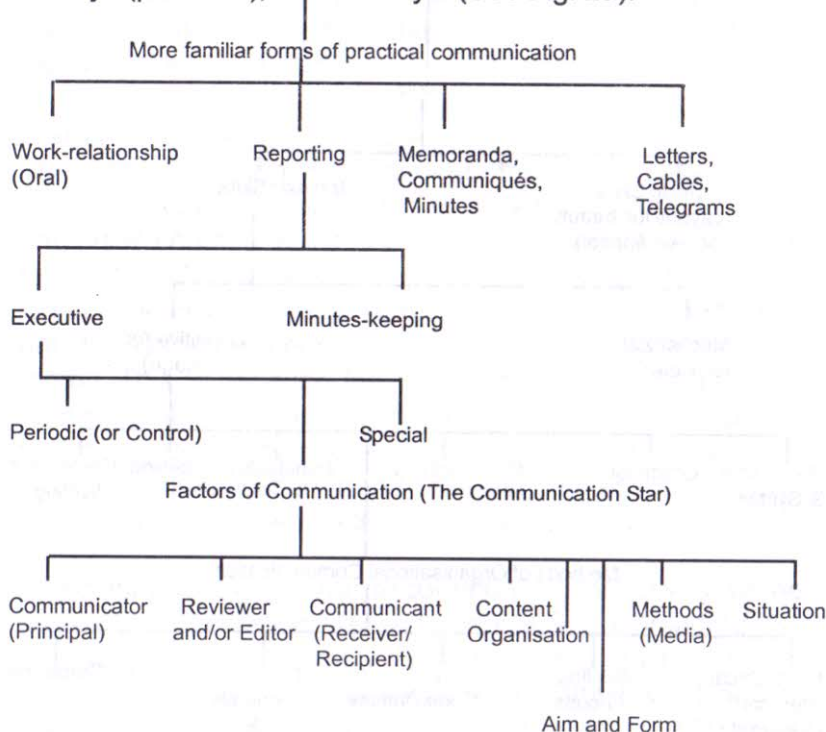 More familiar forms of practical communication
Work-relationship
(Oral)
Reporting
Memoranda,
Communiqués,
Minutes
Letters,
Cables,
Telegrams
Executive
Minutes-keeping
Periodic (or Control)
Special
Factors of Communication (The Communication Star)
Communicator
(Principal)
Reviewer
and/or Editor
Communicant
(Receiver/
Recipient)
Content
Organisation
Methods
(Media)
Situation
Aim and Form